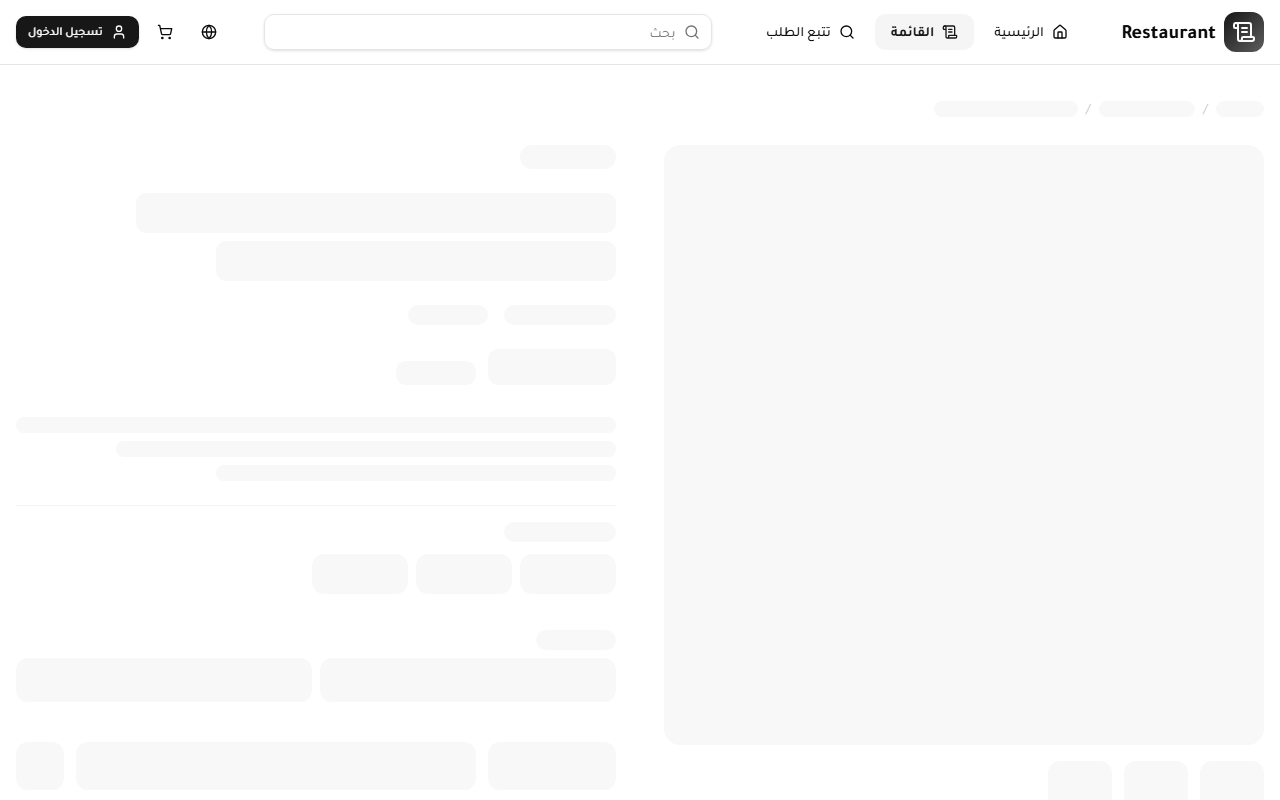 Restaurant
الرئيسية
القائمة
تتبع الطلب
بحث
تسجيل الدخول
/
/